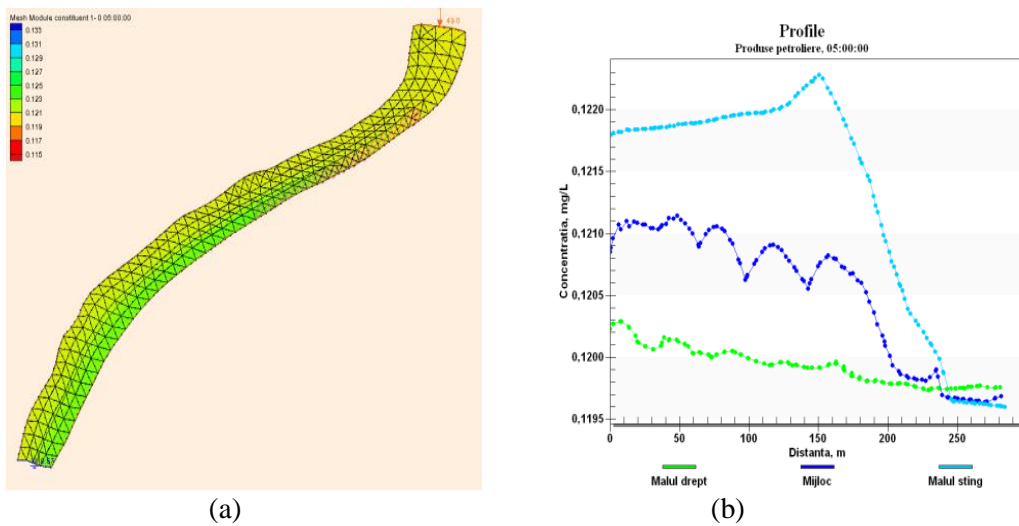 Mesh Module constituent 1- 0 05:00:00
0.133
0.131
0.129
0.127
0.125
0.123
0.121
0.119
0.117
0.115
49.0
(a)
Profile
Produse petroliere, 05:00:00
Concentratia, mg/L
0,1220
0,1215
0,1210
0,1205
0,1200
0,1195
0 50 100 150 200 250
Distanta, m
Malul drept Mijloc Malul sting
(b)